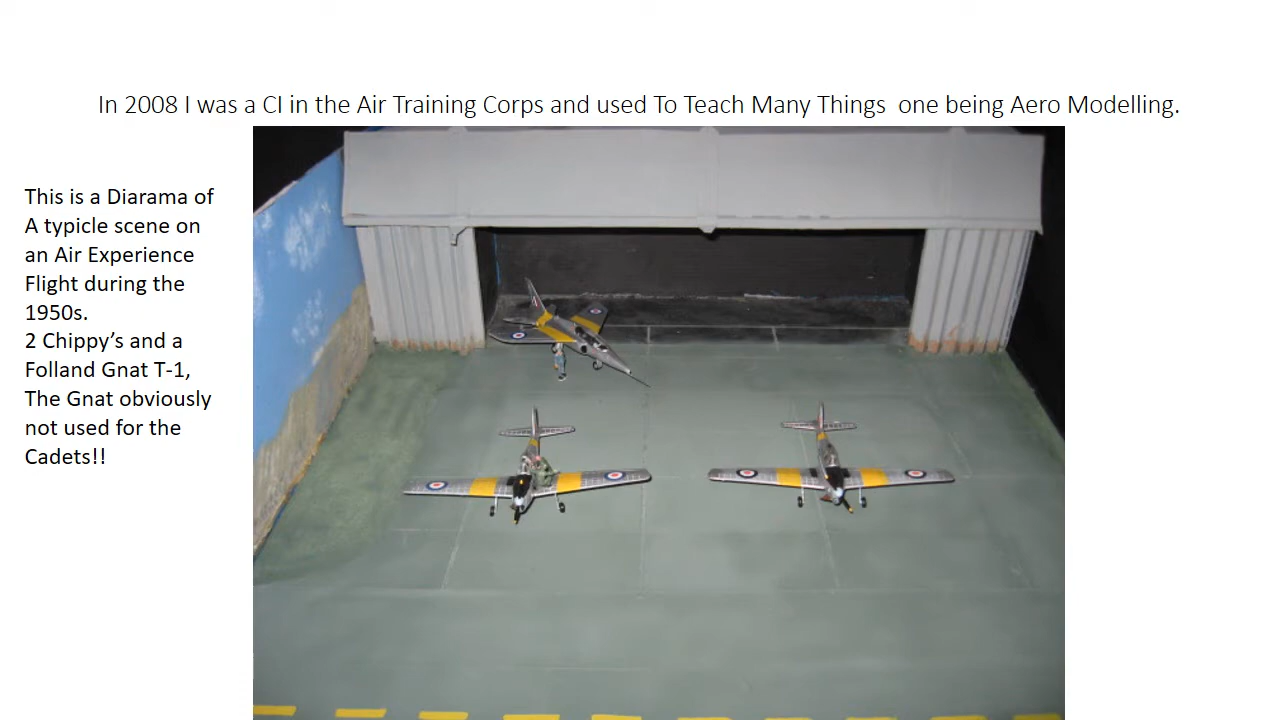 In 2008 I was a CI in the Air Training Corps and used To Teach Many Things  one being Aero Modelling.
This is a Diarama of
A typicle scene on
an Air Experience
Flight during the
1950s.
2 Chippy’s and a
Folland Gnat T-1,
The Gnat obviously
not used for the
Cadets!!